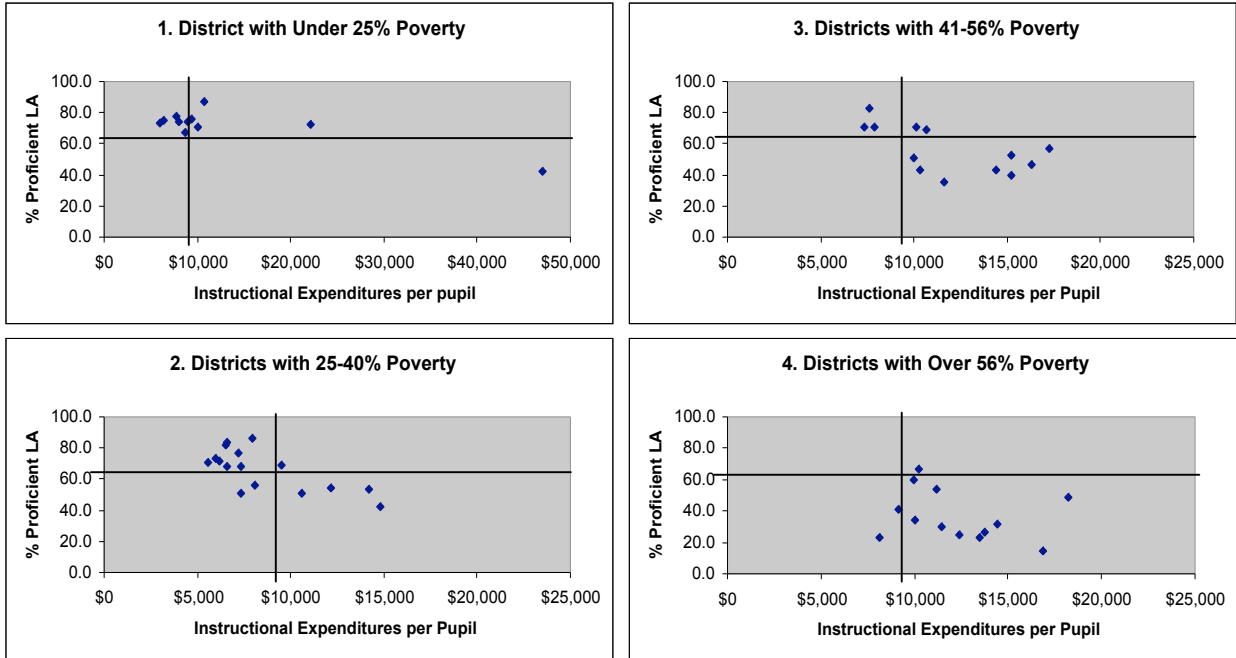 1. District with Under 25% Poverty
% Proficient LA
100.0
80.0
60.0
40.0
20.0
0.0
$0 $10,000 $20,000 $30,000 $40,000 $50,000
Instructional Expenditures per pupil
3. Districts with 41-56% Poverty
% Proficient LA
100.0
80.0
60.0
40.0
20.0
0.0
$0 $5,000 $10,000 $15,000 $20,000 $25,000
Instructional Expenditures per Pupil
2. Districts with 25-40% Poverty
% Proficient LA
100.0
80.0
60.0
40.0
20.0
0.0
$0 $5,000 $10,000 $15,000 $20,000 $25,000
Instructional Expenditures per Pupil
4. Districts with Over 56% Poverty
% Proficient LA
100.0
80.0
60.0
40.0
20.0
0.0
$0 $5,000 $10,000 $15,000 $20,000 $25,000
Instructional Expenditures per Pupil